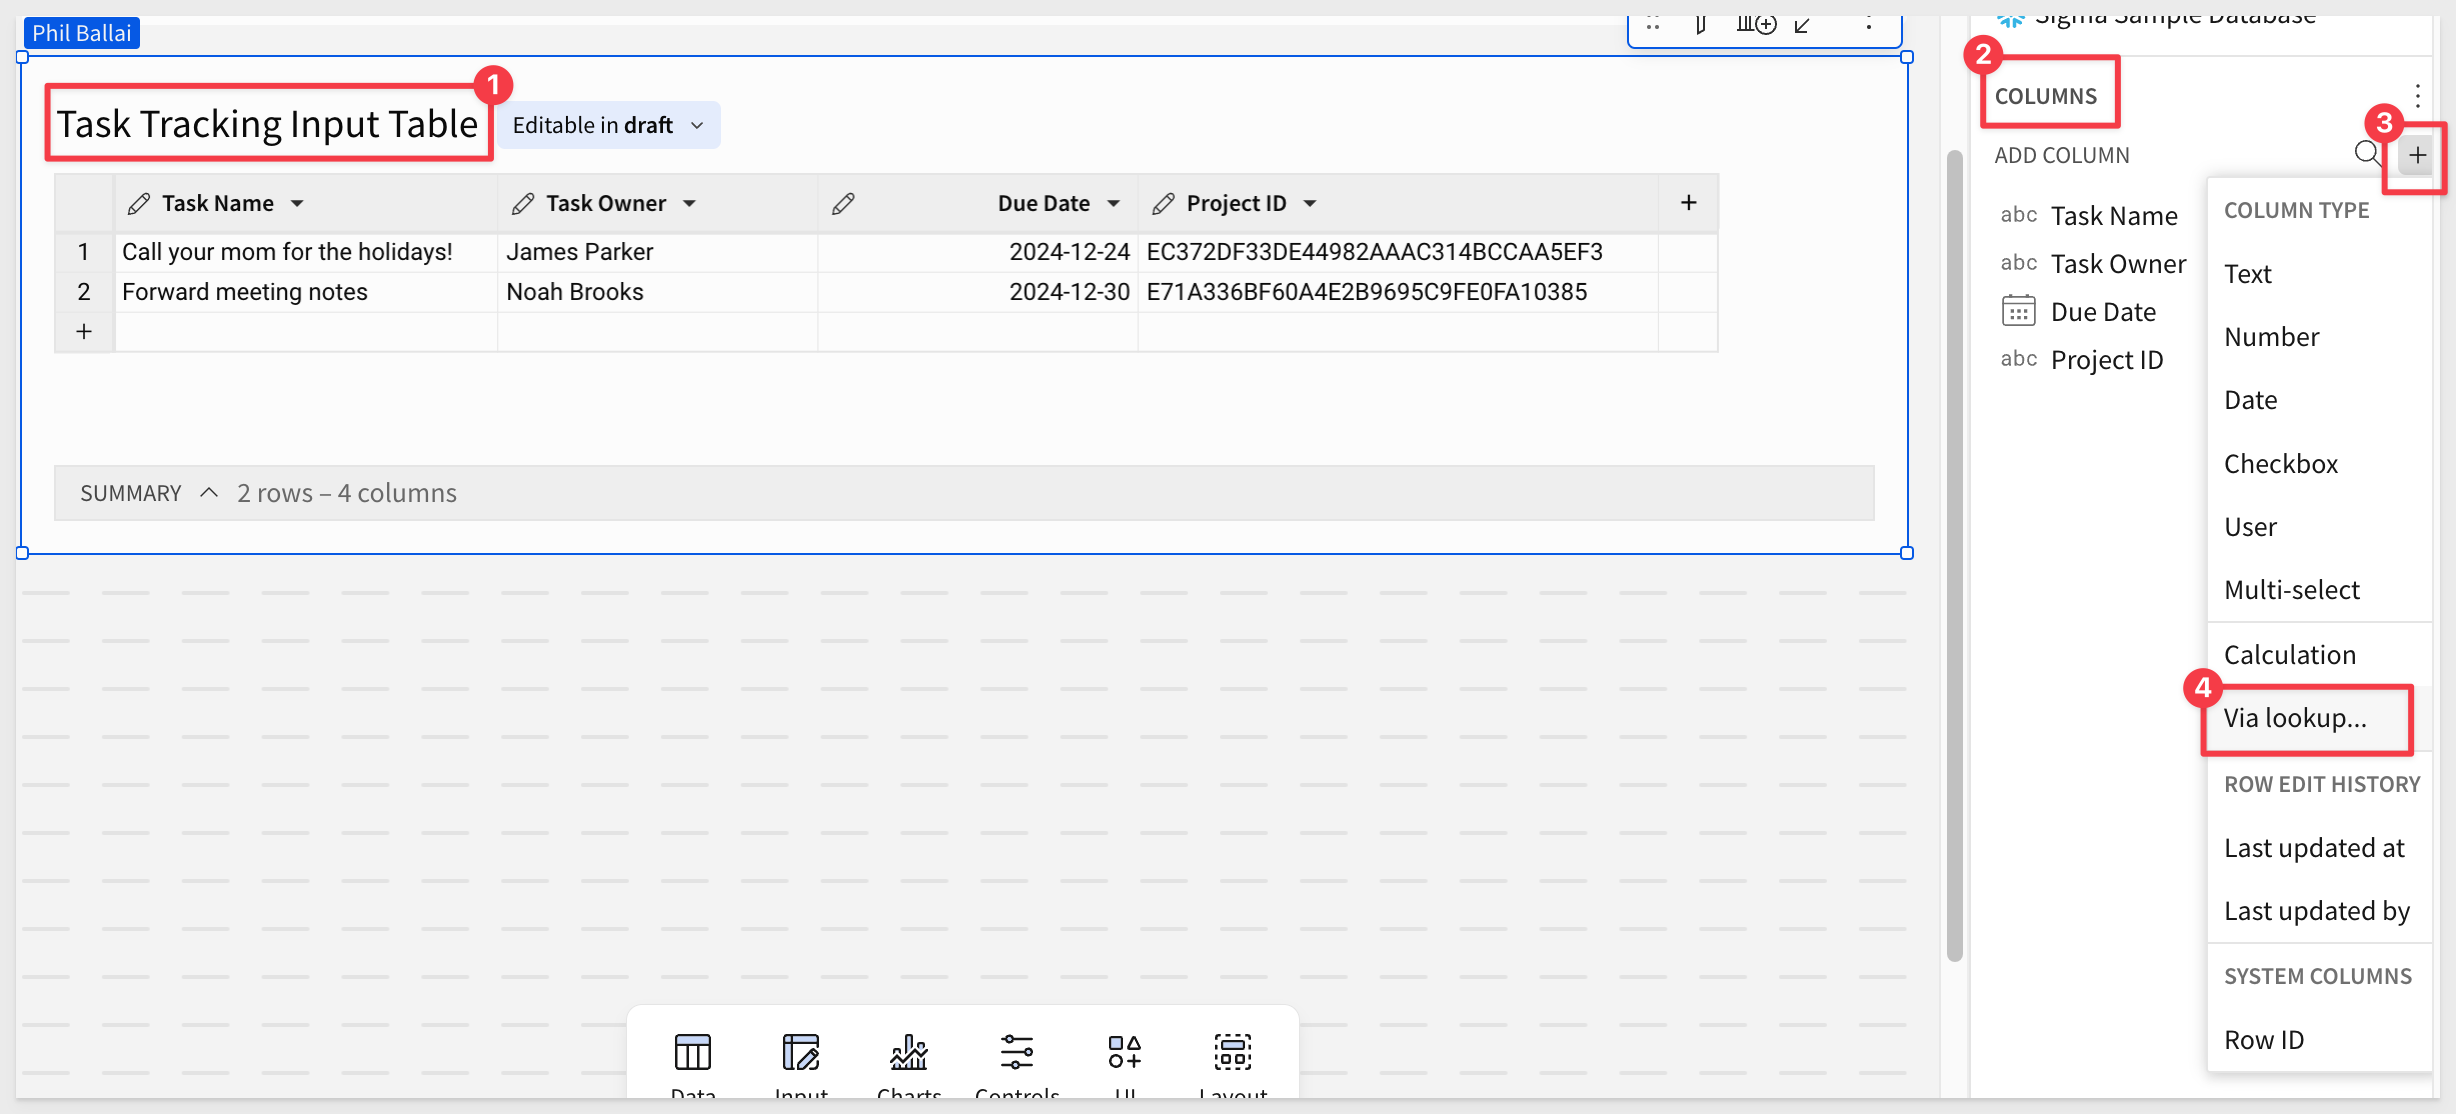 Phil Ballai
Sigma Sample Database
1
Task Tracking Input Table
Editable in draft
Task Name
Task Owner
Due Date
Project ID
+
1
Call your mom for the holidays!
James Parker
2024-12-24
EC372DF33DE44982AAAC314BCCAA5EF3
2
Forward meeting notes
Noah Brooks
2024-12-30
E71A336BF60A4E2B9695C9FE0FA10385
+
SUMMARY
2 rows – 4 columns
Data
Input
Charts
Controls
UI
Layout
2
COLUMNS
3
ADD COLUMN
+
abc Task Name
abc Task Owner
Due Date
abc Project ID
COLUMN TYPE
Text
Number
Date
Checkbox
User
Multi-select
Calculation
4
Via lookup...
ROW EDIT HISTORY
Last updated at
Last updated by
SYSTEM COLUMNS
Row ID